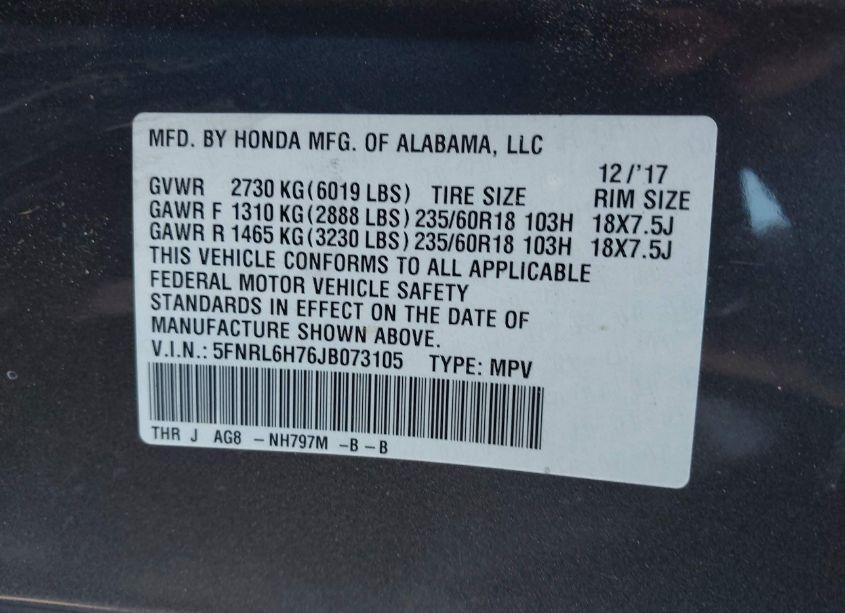 MFD. BY HONDA MFG. OF ALABAMA, LLC
12/'17
GVWR 2730 KG(6019 LBS) TIRE SIZE RIM SIZE
GAWR F 1310 KG(2888 LBS) 235/60R18 103H 18X7.5J
GAWR R 1465 KG(3230 LBS) 235/60R18 103H 18X7.5J
THIS VEHICLE CONFORMS TO ALL APPLICABLE
FEDERAL MOTOR VEHICLE SAFETY
STANDARDS IN EFFECT ON THE DATE OF
MANUFACTURE SHOWN ABOVE.
V.I.N.: 5FNRL6H76JB073105 TYPE: MPV
THR J AG8 -NH797M -B-B